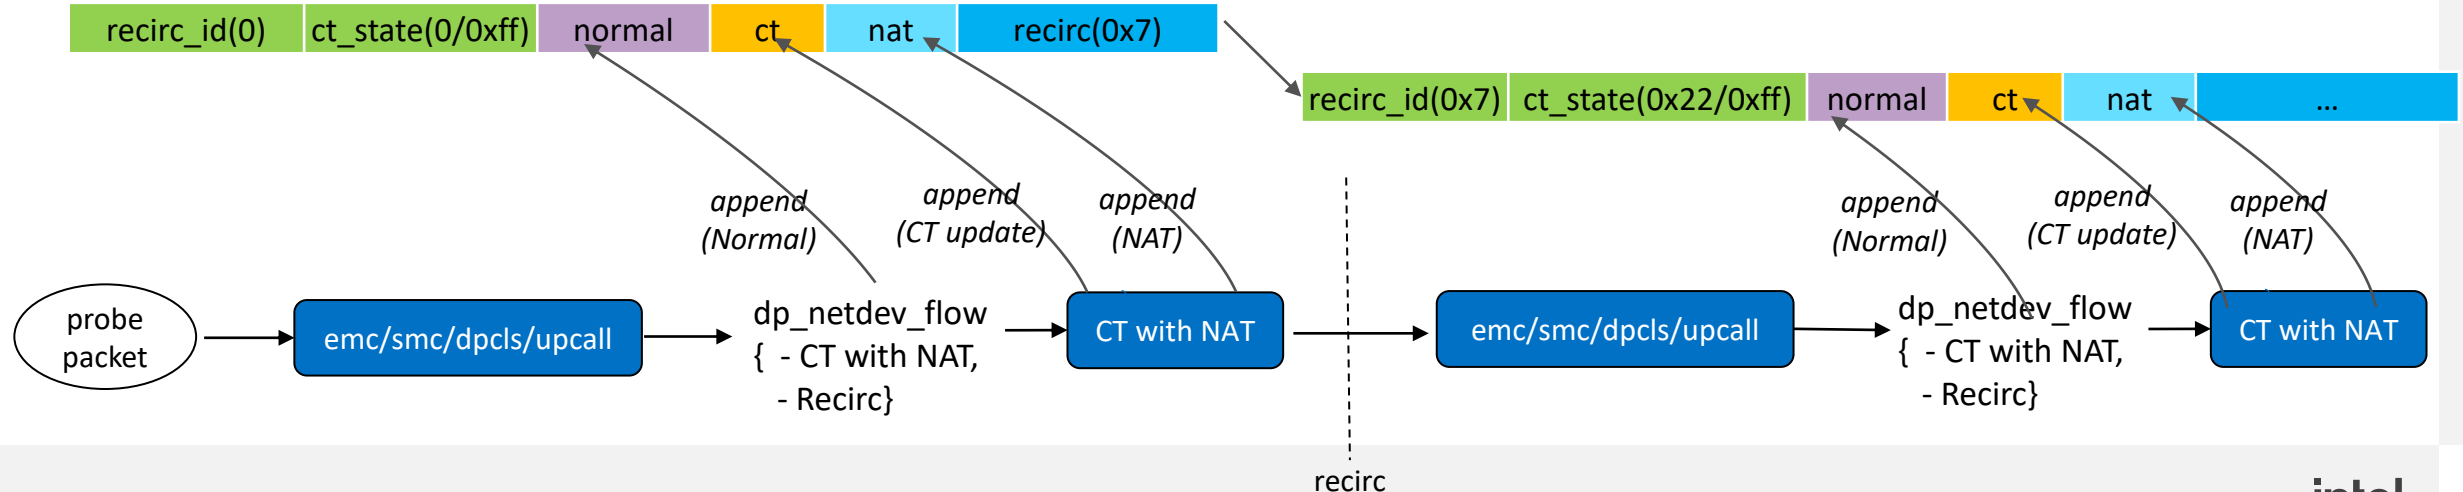 recirc_id(0) ct_state(0/0xff) normal ct nat recirc(0x7)
recirc_id(0x7) ct_state(0x22/0xff) normal ct nat ...
append
(Normal)
append
(CT update)
append
(NAT)
append
(Normal)
append
(CT update)
append
(NAT)
probe
packet
emc/smc/dpcls/upcall
dp_netdev_flow
{ - CT with NAT,
- Recirc}
CT with NAT
emc/smc/dpcls/upcall
dp_netdev_flow
{ - CT with NAT,
- Recirc}
CT with NAT
recirc
intel